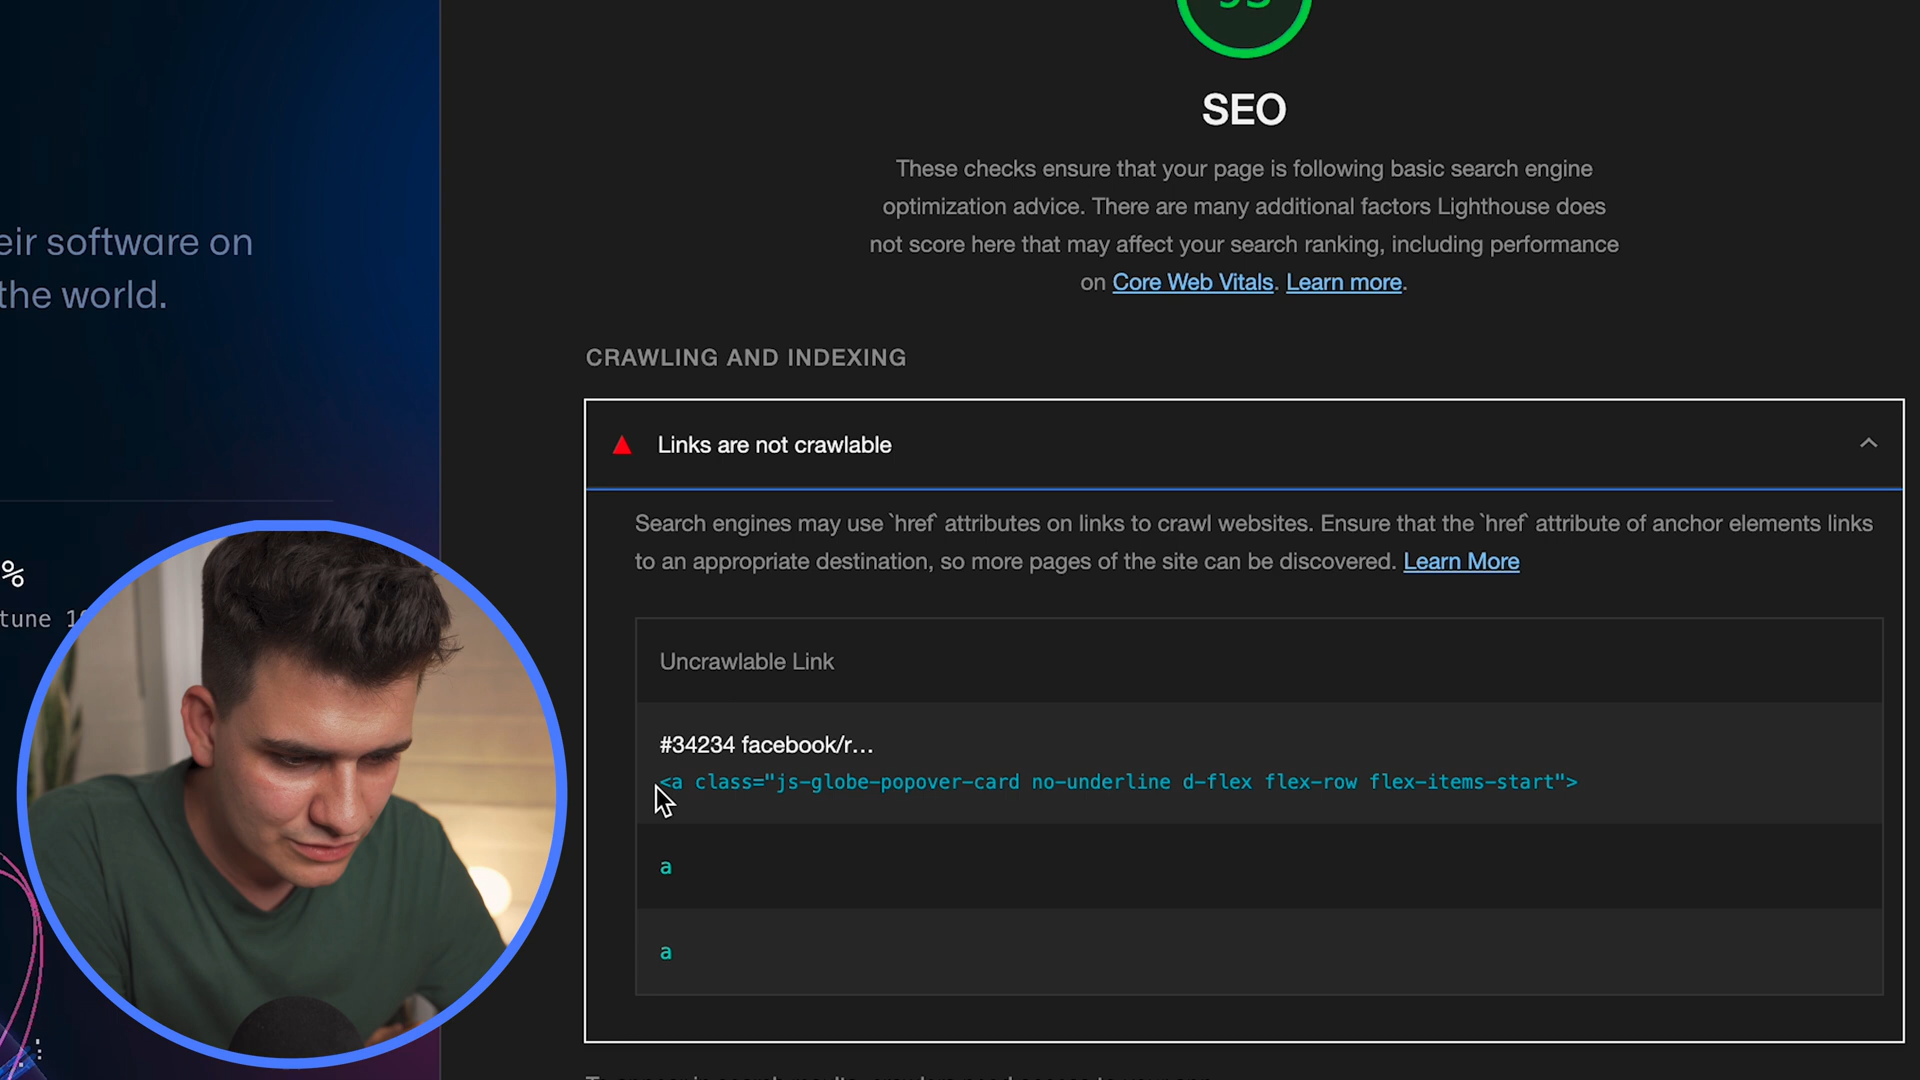 SEO
These checks ensure that your page is following basic search engine
optimization advice. There are many additional factors Lighthouse does
not score here that may affect your search ranking, including performance
on Core Web Vitals. Learn more.
eir software on
the world.
CRAWLING AND INDEXING
Links are not crawlable
Search engines may use `href` attributes on links to crawl websites. Ensure that the `href` attribute of anchor elements links
to an appropriate destination, so more pages of the site can be discovered. Learn More
%
tune 1
Uncrawlable Link
#34234 facebook/r…
<a class="js-globe-popover-card no-underline d-flex flex-row flex-items-start">
a
a